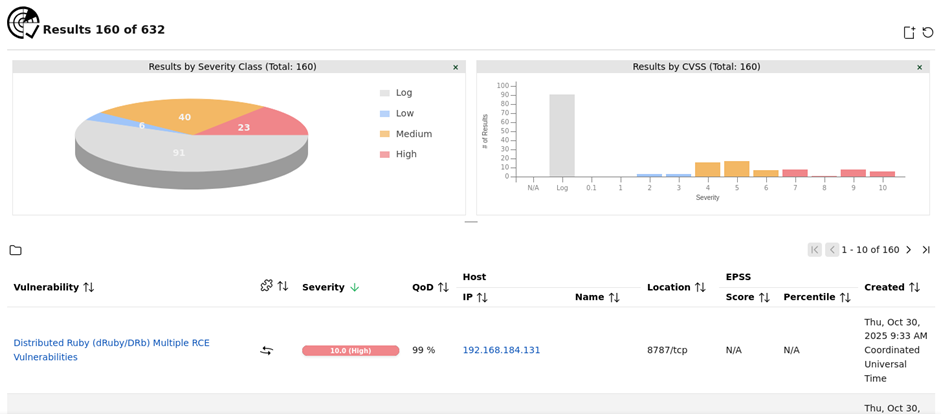 Results 160 of 632
Results by Severity Class (Total: 160)
×
40
6
23
91
Log
Low
Medium
High
Results by CVSS (Total: 160)
×
# of Results
100
90
80
70
60
50
40
30
20
10
0
N/A
Log
0.1
1
2
3
4
5
6
7
8
9
10
Severity
1 - 10 of 160
Vulnerability
Severity
QoD
Host
IP
Name
Location
EPSS
Score
Percentile
Created
Distributed Ruby (dRuby/DRb) Multiple RCE
Vulnerabilities
10.0 (High)
99 %
192.168.184.131
8787/tcp
N/A
N/A
Thu, Oct 30,
2025 9:33 AM
Coordinated
Universal
Time
Thu, Oct 30,